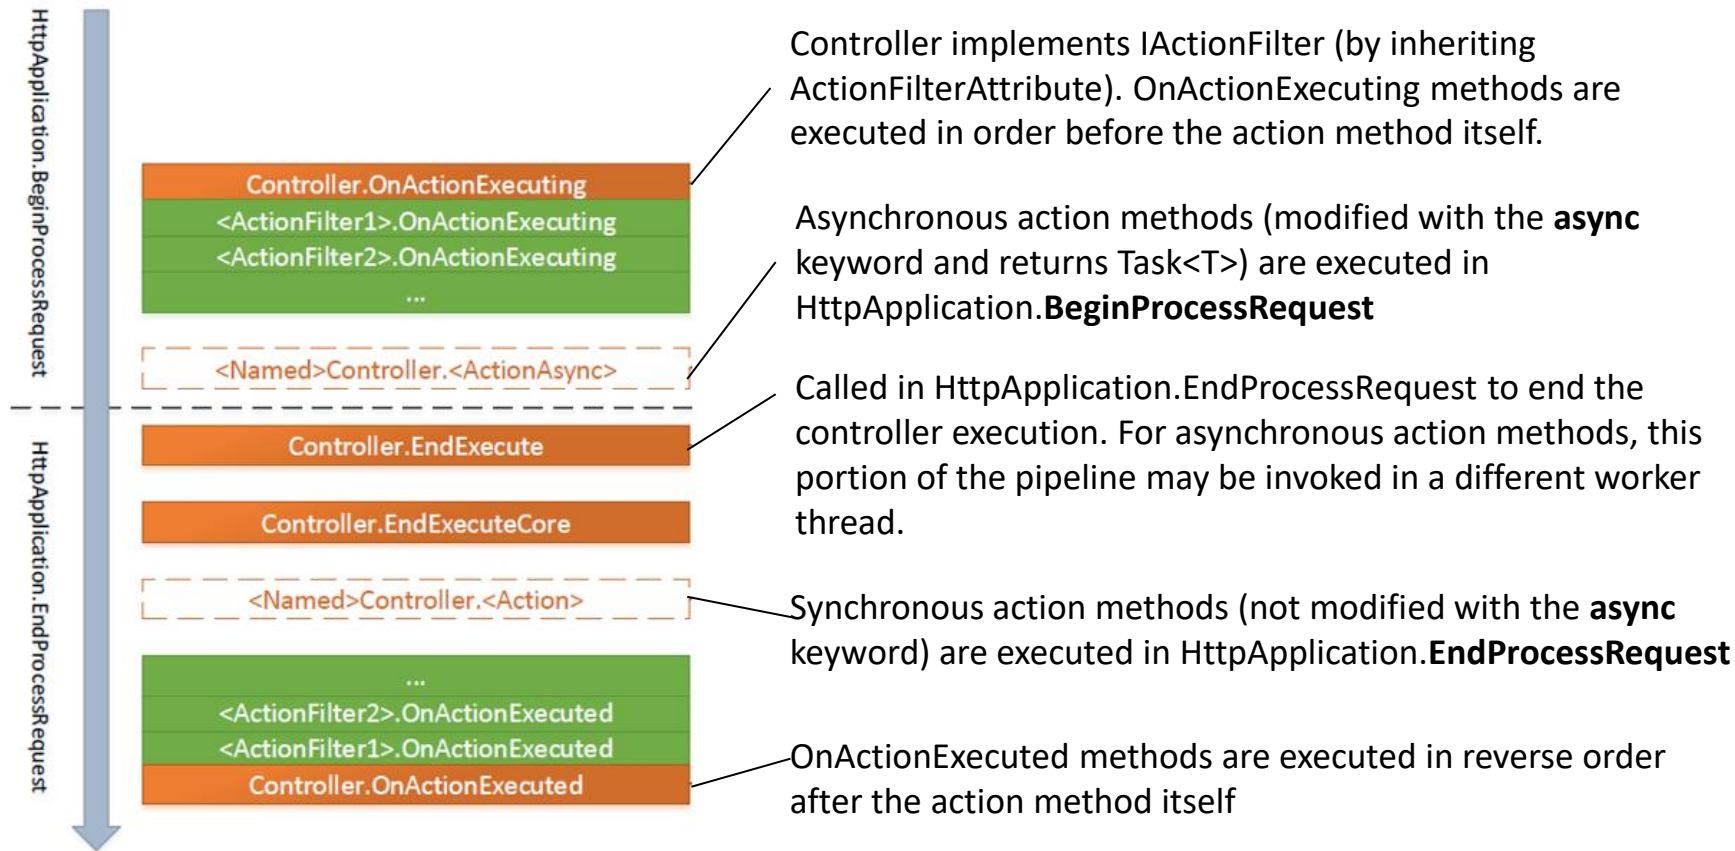 HttpApplication.BeginProcessRequest
Controller implements IActionFilter (by inheriting
ActionFilterAttribute). OnActionExecuting methods are
executed in order before the action method itself.
Controller.OnActionExecuting
<ActionFilter1>.OnActionExecuting
<ActionFilter2>.OnActionExecuting
...
Asynchronous action methods (modified with the async
keyword and returns Task<T>) are executed in
HttpApplication.BeginProcessRequest
<Named>Controller.<ActionAsync>
HttpApplication.EndProcessRequest
Called in HttpApplication.EndProcessRequest to end the
controller execution. For asynchronous action methods, this
portion of the pipeline may be invoked in a different worker
thread.
Controller.EndExecute
Controller.EndExecuteCore
<Named>Controller.<Action>
Synchronous action methods (not modified with the async
keyword) are executed in HttpApplication.EndProcessRequest
...
<ActionFilter2>.OnActionExecuted
<ActionFilter1>.OnActionExecuted
Controller.OnActionExecuted
OnActionExecuted methods are executed in reverse order
after the action method itself